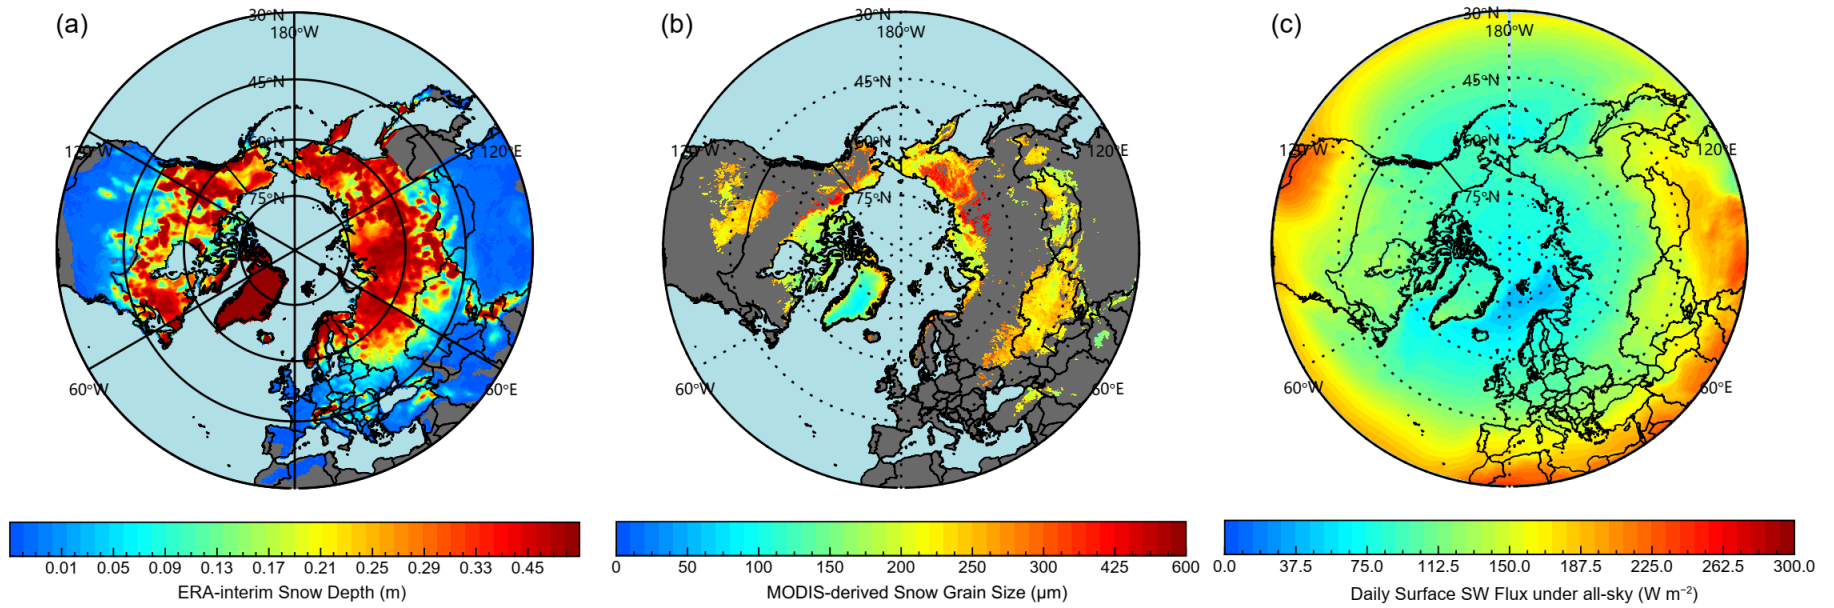 (a)
30°N
180°W
45°N
60°N
75°N
120°W
120°E
60°W
60°E
0.01 0.05 0.09 0.13 0.17 0.21 0.25 0.29 0.33 0.45
ERA-interim Snow Depth (m)
(b)
30°N
180°W
45°N
60°N
75°N
120°W
120°E
60°W
60°E
0 50 100 150 200 250 300 425 600
MODIS-derived Snow Grain Size (μm)
(c)
30°N
180°W
45°N
60°N
75°N
120°W
120°E
60°W
60°E
0.0 37.5 75.0 112.5 150.0 187.5 225.0 262.5 300.0
Daily Surface SW Flux under all-sky (W m⁻²)